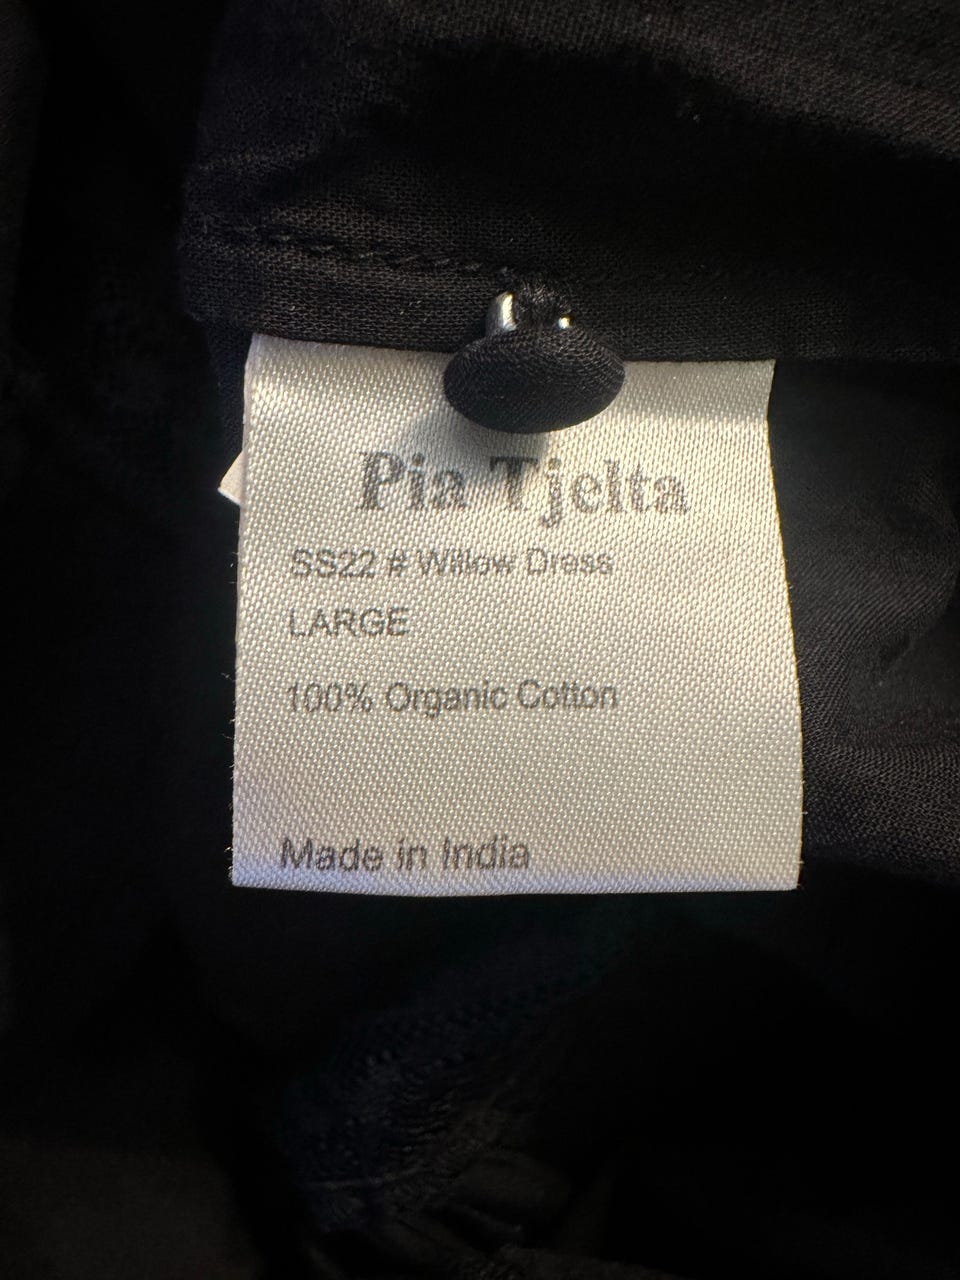 Pia Tjelta
SS22 # Willow Dress
LARGE
100% Organic Cotton
Made in India